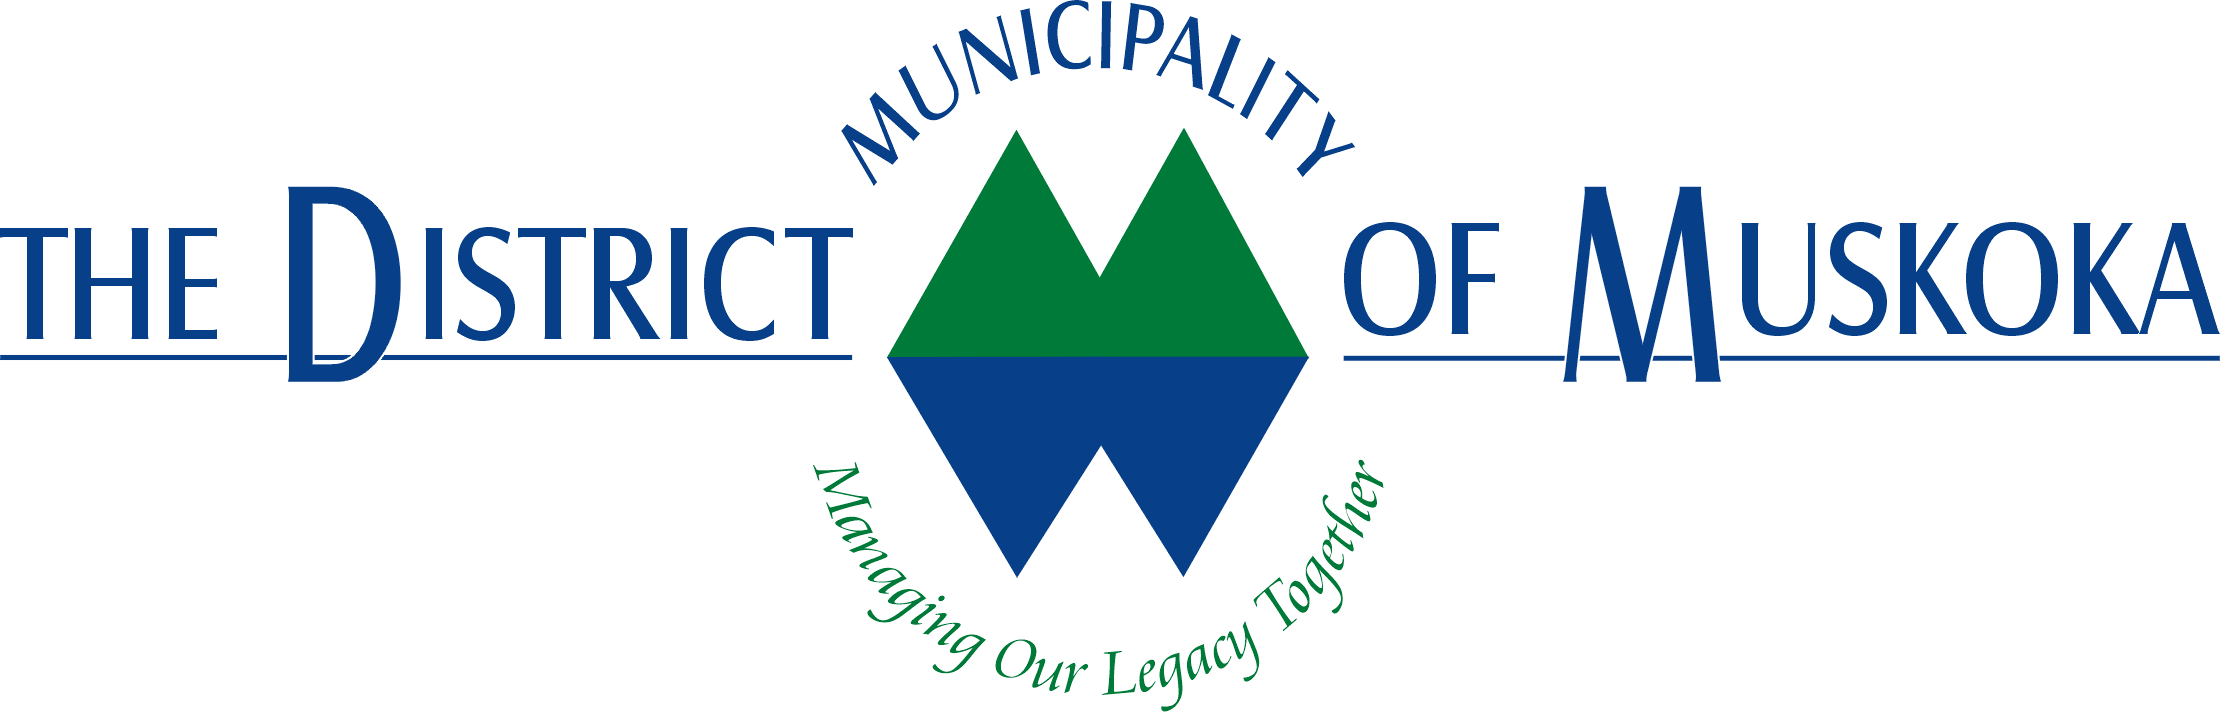 MUNICIPALITY
THE DISTRICT OF MUSKOKA
Managing Our Legacy Together